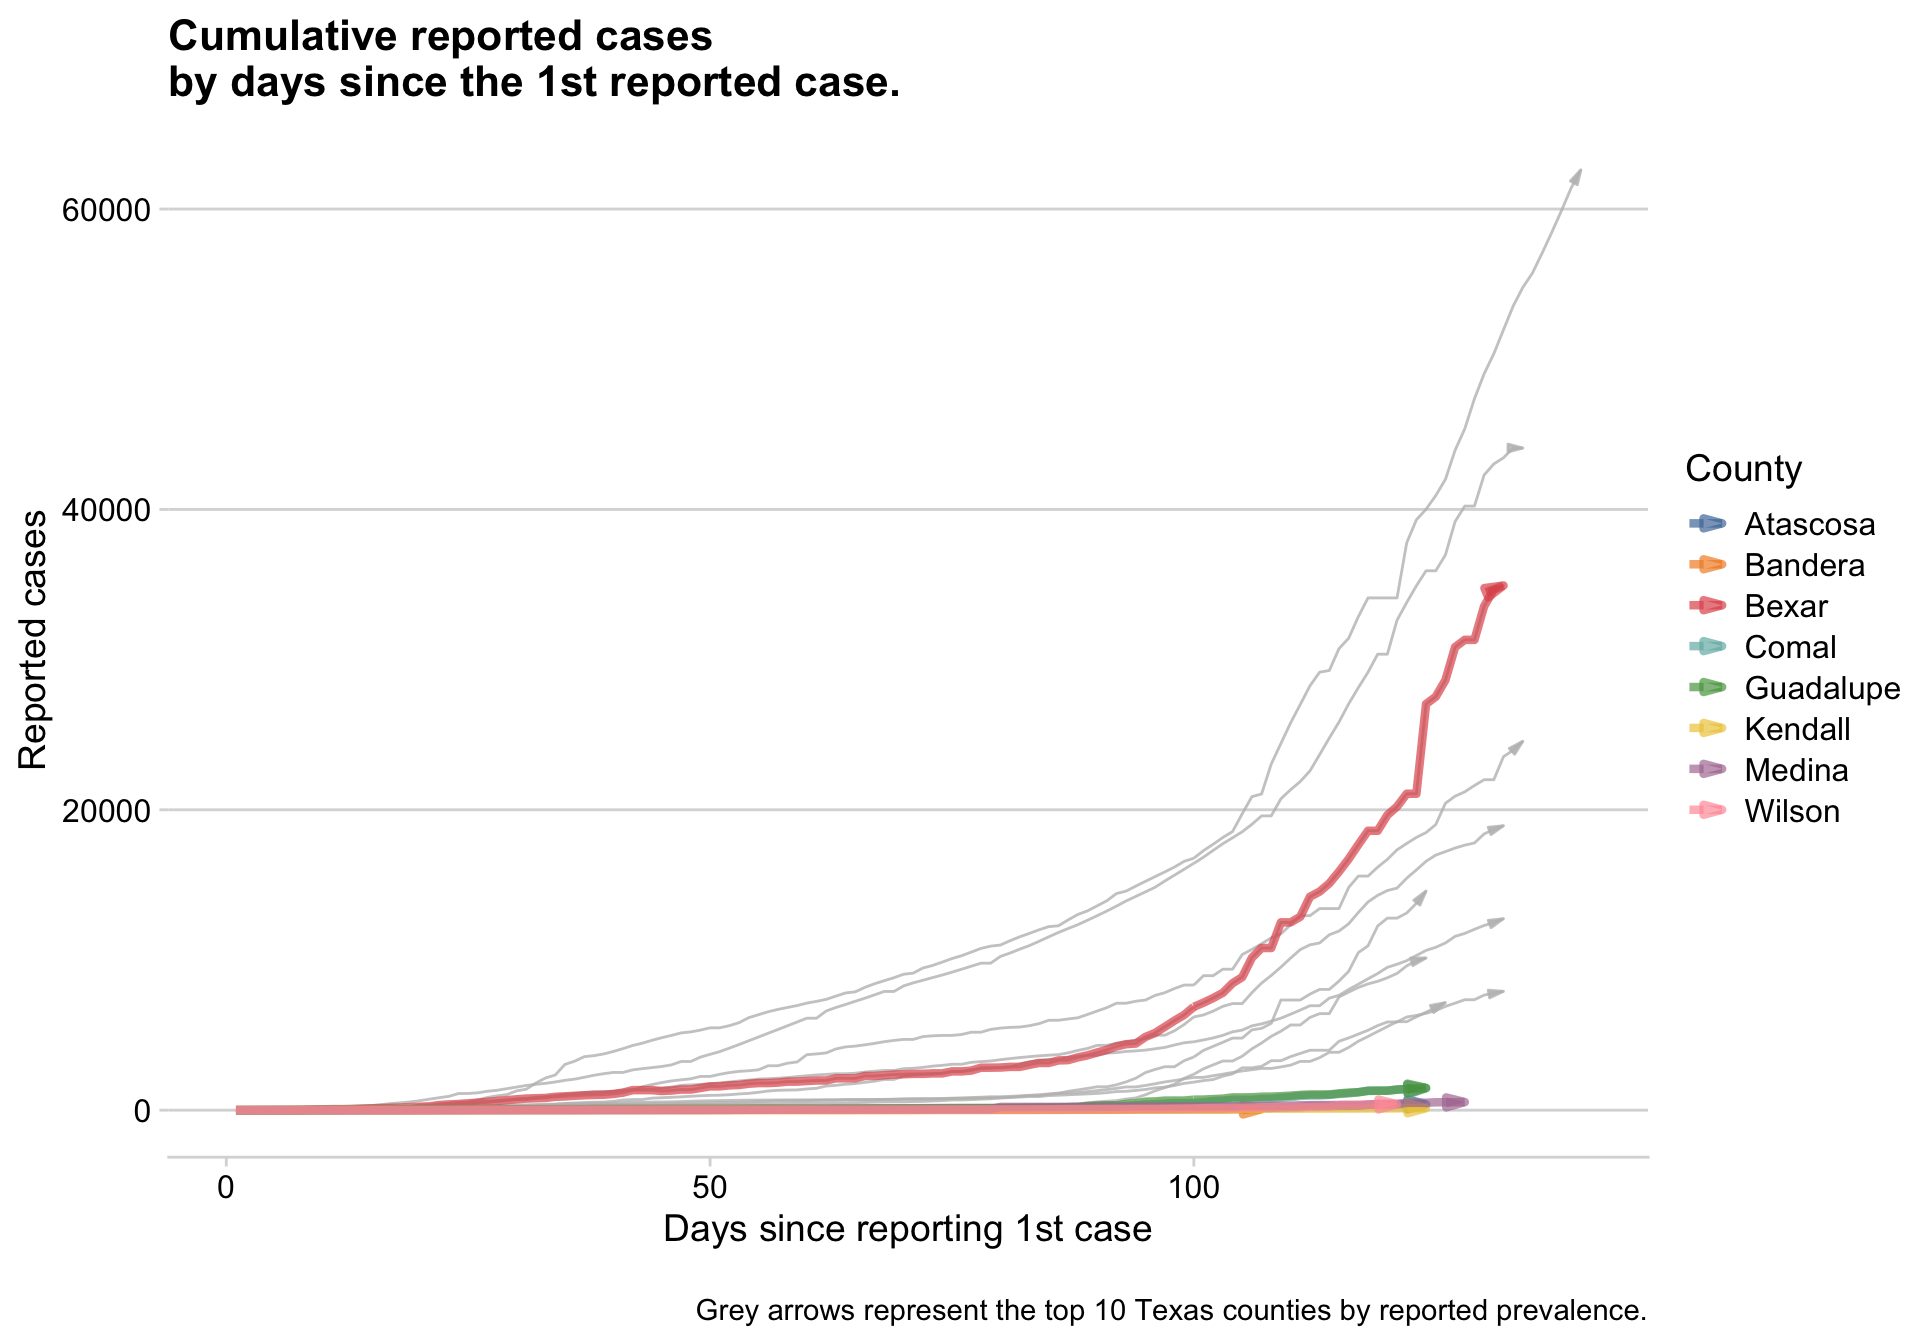 Cumulative reported cases
by days since the 1st reported case.
60000
40000
20000
0
Reported cases
0 50 100
Days since reporting 1st case
County
Atascosa
Bandera
Bexar
Comal
Guadalupe
Kendall
Medina
Wilson
Grey arrows represent the top 10 Texas counties by reported prevalence.